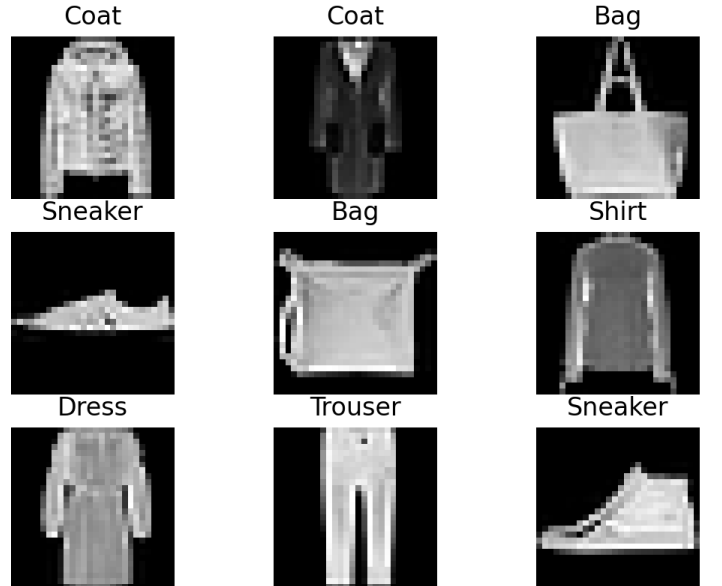 Coat
Coat
Bag
Sneaker
Bag
Shirt
Dress
Trouser
Sneaker